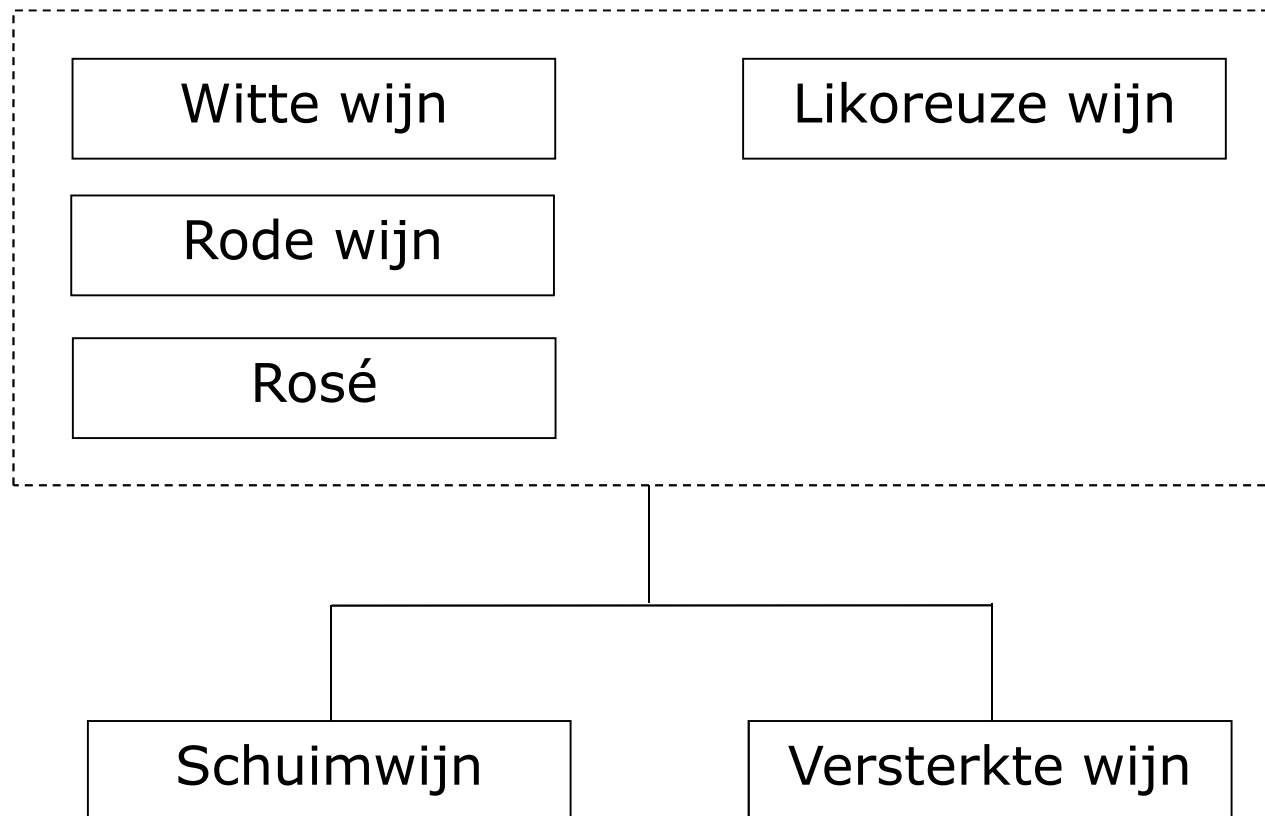 Witte wijn
Likoreuze wijn
Rode wijn
Rosé
Schuimwijn
Versterkte wijn